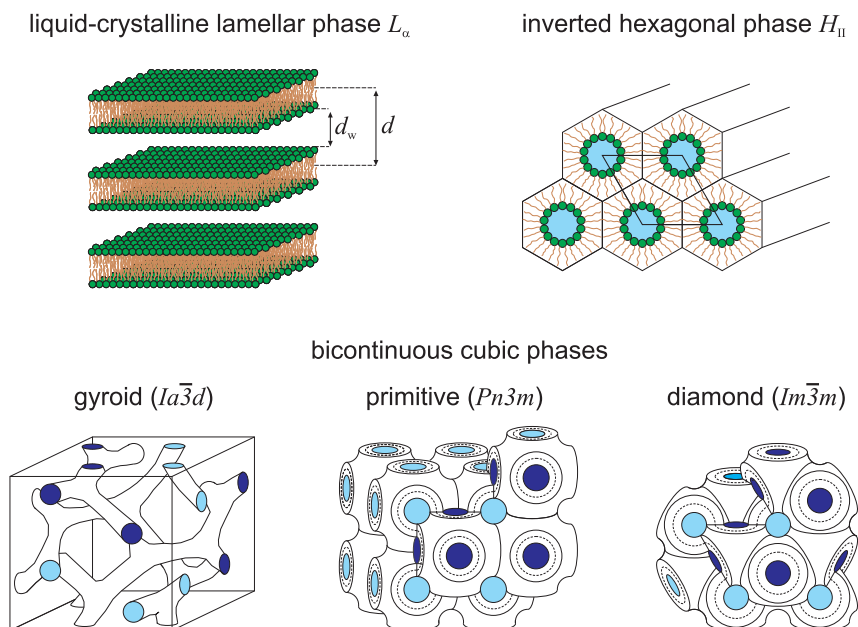 liquid-crystalline lamellar phase Lα
inverted hexagonal phase HII
dw
d
bicontinuous cubic phases
gyroid (Ia3̅d)
primitive (Pn3m)
diamond (Im3̅m)